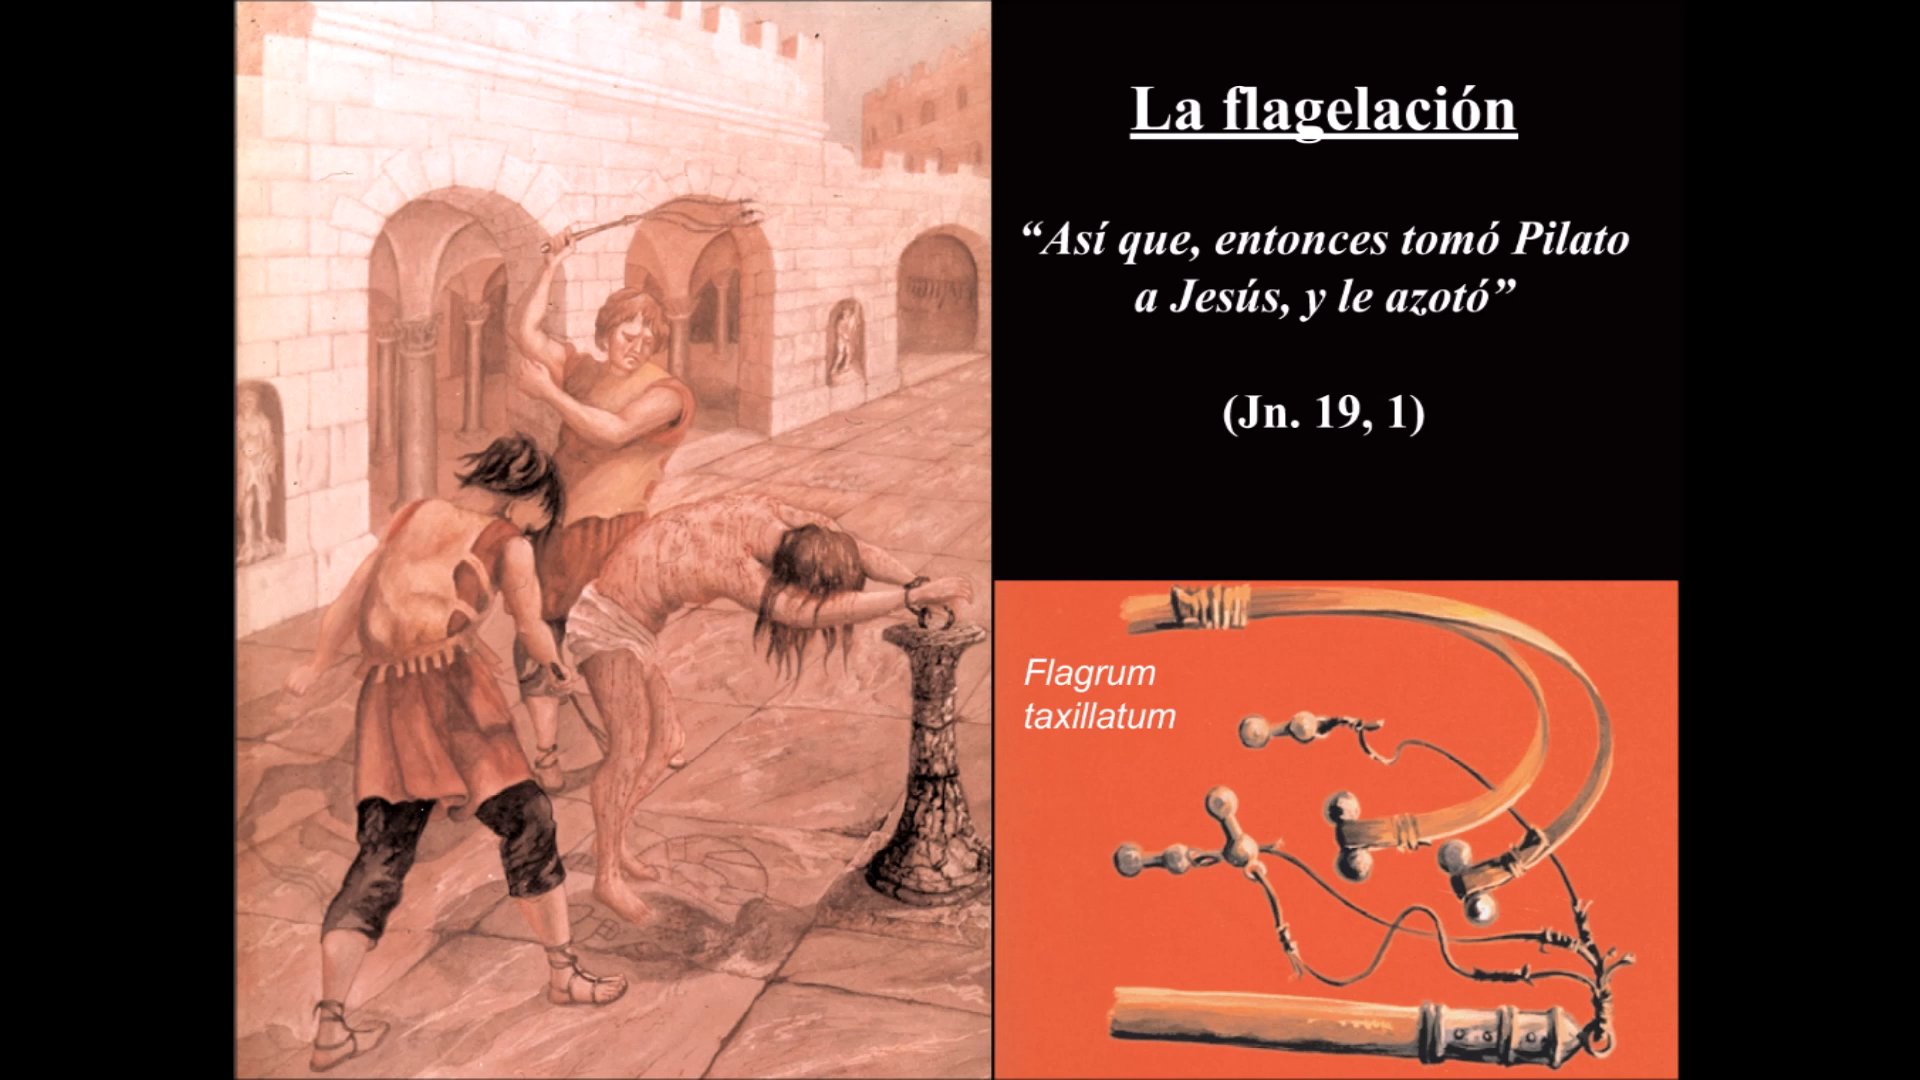 La flagelación
“Así que, entonces tomó Pilato
a Jesús, y le azotó”
(Jn. 19, 1)
Flagrum
taxillatum